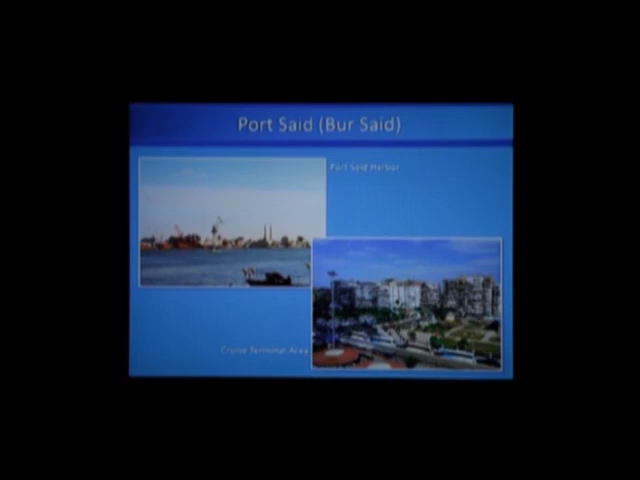 Port Said (Bur Said)
Port Said Harbor
Cruise Terminal Area